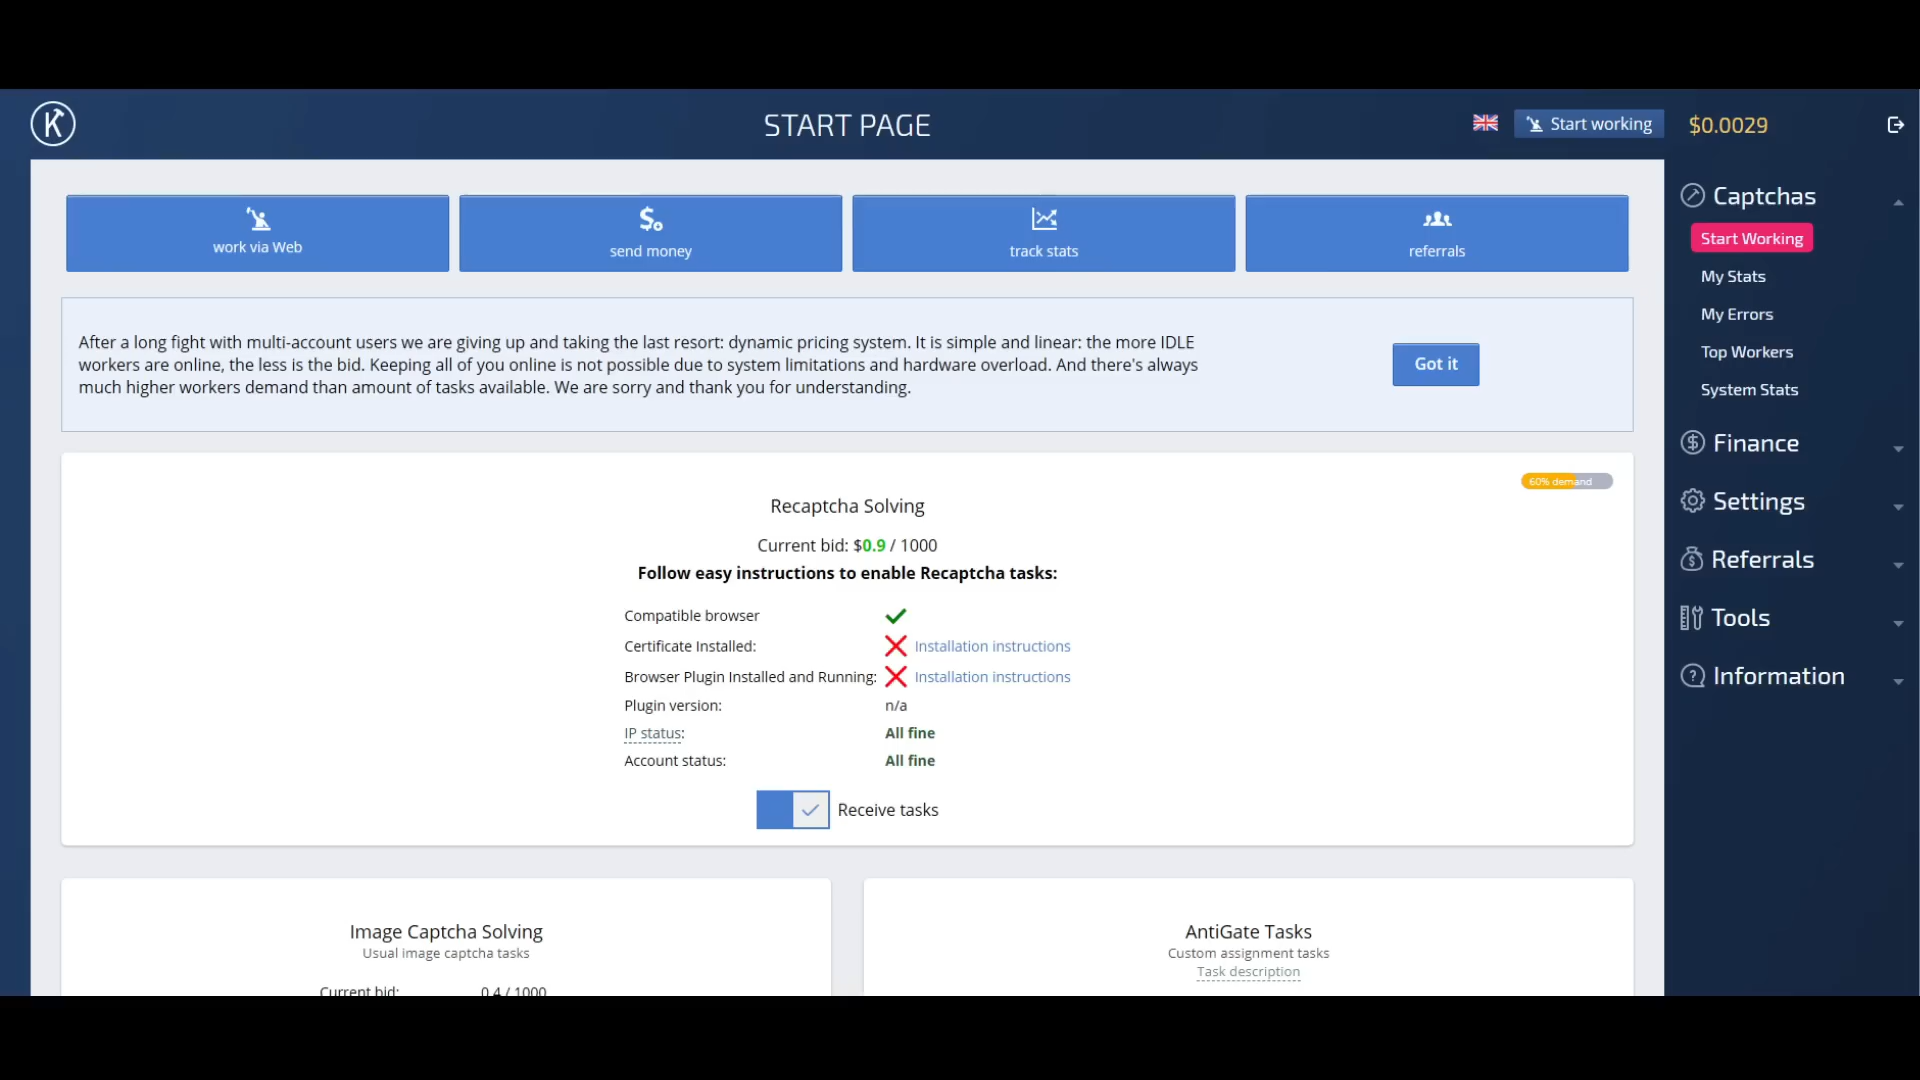 K
START PAGE
Start working
$0.0029
work via Web
send money
track stats
referrals
After a long fight with multi-account users we are giving up and taking the last resort: dynamic pricing system. It is simple and linear: the more IDLE
workers are online, the less is the bid. Keeping all of you online is not possible due to system limitations and hardware overload. And there's always
much higher workers demand than amount of tasks available. We are sorry and thank you for understanding.
Got it
60% demand
Recaptcha Solving
Current bid: $0.9 / 1000
Follow easy instructions to enable Recaptcha tasks:
Compatible browser
Certificate Installed: Installation instructions
Browser Plugin Installed and Running: Installation instructions
Plugin version: n/a
IP status: All fine
Account status: All fine
Receive tasks
Image Captcha Solving
Usual image captcha tasks
Current bid: 0.4 / 1000
AntiGate Tasks
Custom assignment tasks
Task description
Captchas
Start Working
My Stats
My Errors
Top Workers
System Stats
Finance
Settings
Referrals
Tools
Information